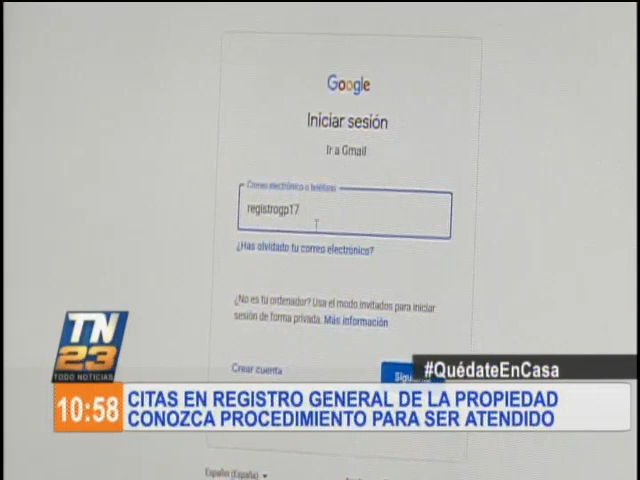 Google
Iniciar sesión
Ir a Gmail
Correo electrónico o teléfono
registrogp17
¿Has olvidado tu correo electrónico?
¿No es tu ordenador? Usa el modo invitados para iniciar
sesión de forma privada. Más información
Crear cuenta
TN
23
TODO NOTICIAS
#QuédateEnCasa
10:58
CITAS EN REGISTRO GENERAL DE LA PROPIEDAD
CONOZCA PROCEDIMIENTO PARA SER ATENDIDO
Español (España)